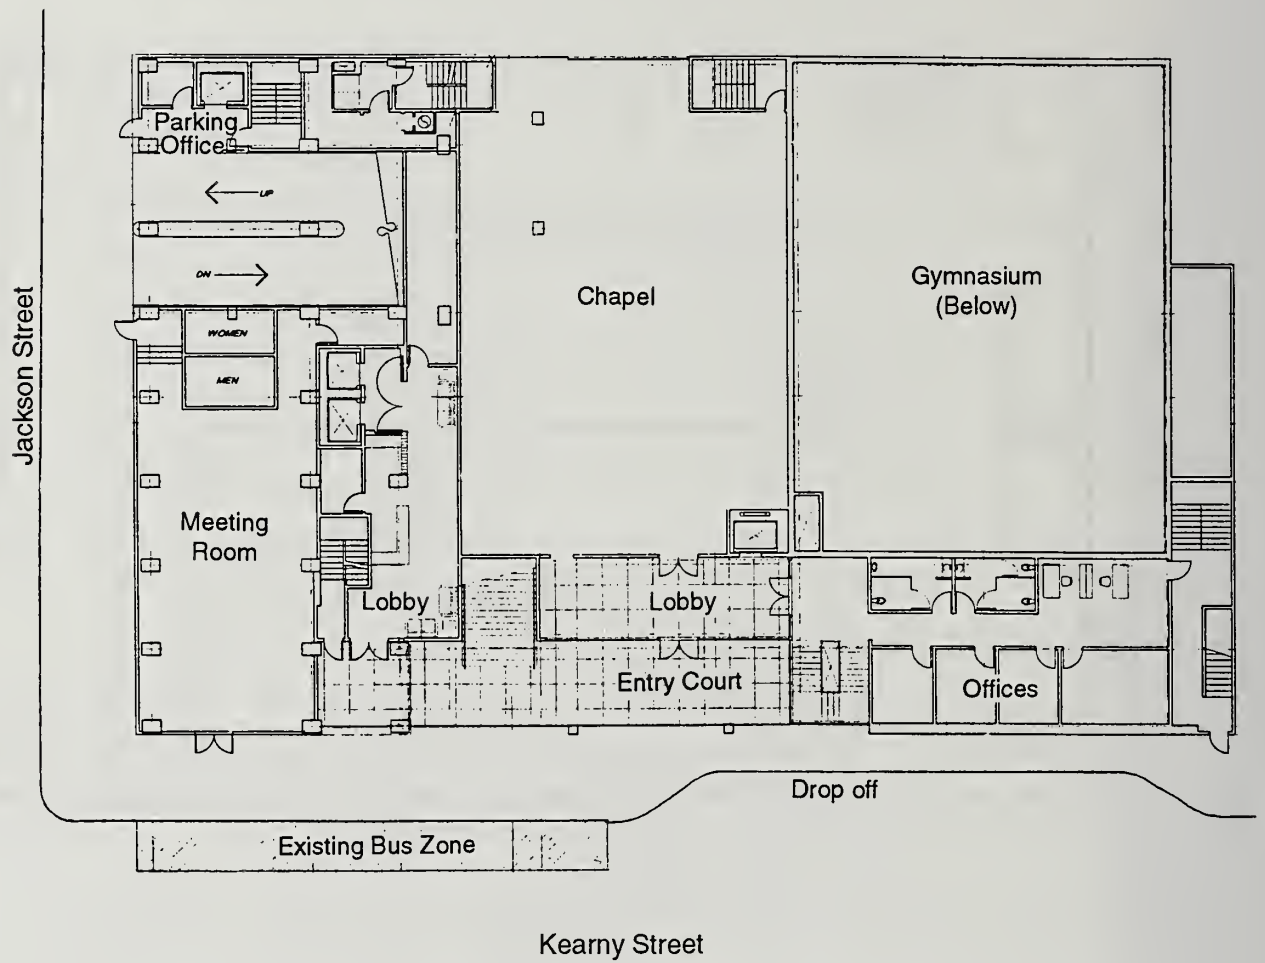 Parking
Office
UP
DN
Jackson Street
WOMEN
MEN
Chapel
Gymnasium
(Below)
Meeting
Room
Lobby
Lobby
Entry Court
Offices
Drop off
Existing Bus Zone
Kearny Street